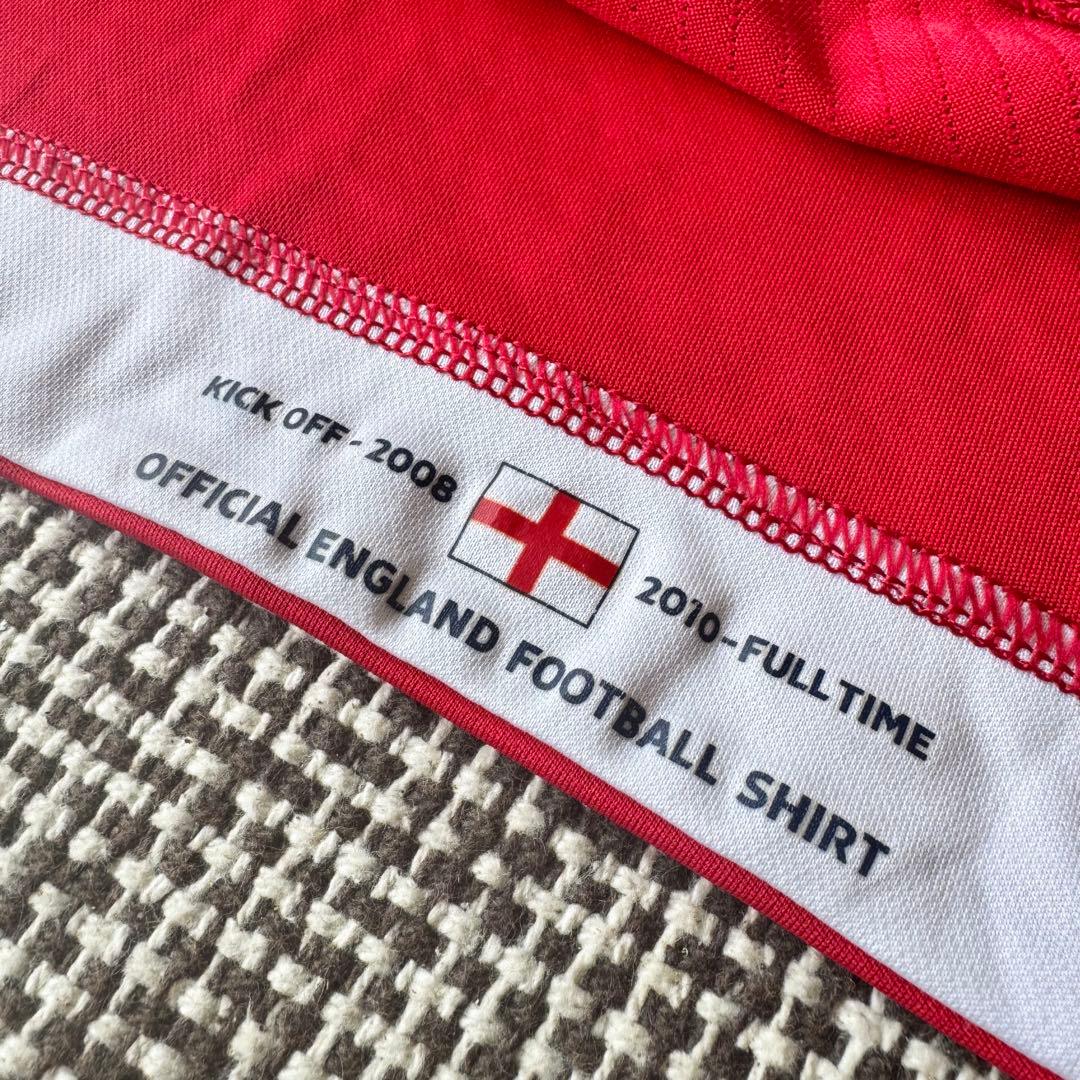 KICK OFF - 2008 2010 - FULL TIME
OFFICIAL ENGLAND FOOTBALL SHIRT